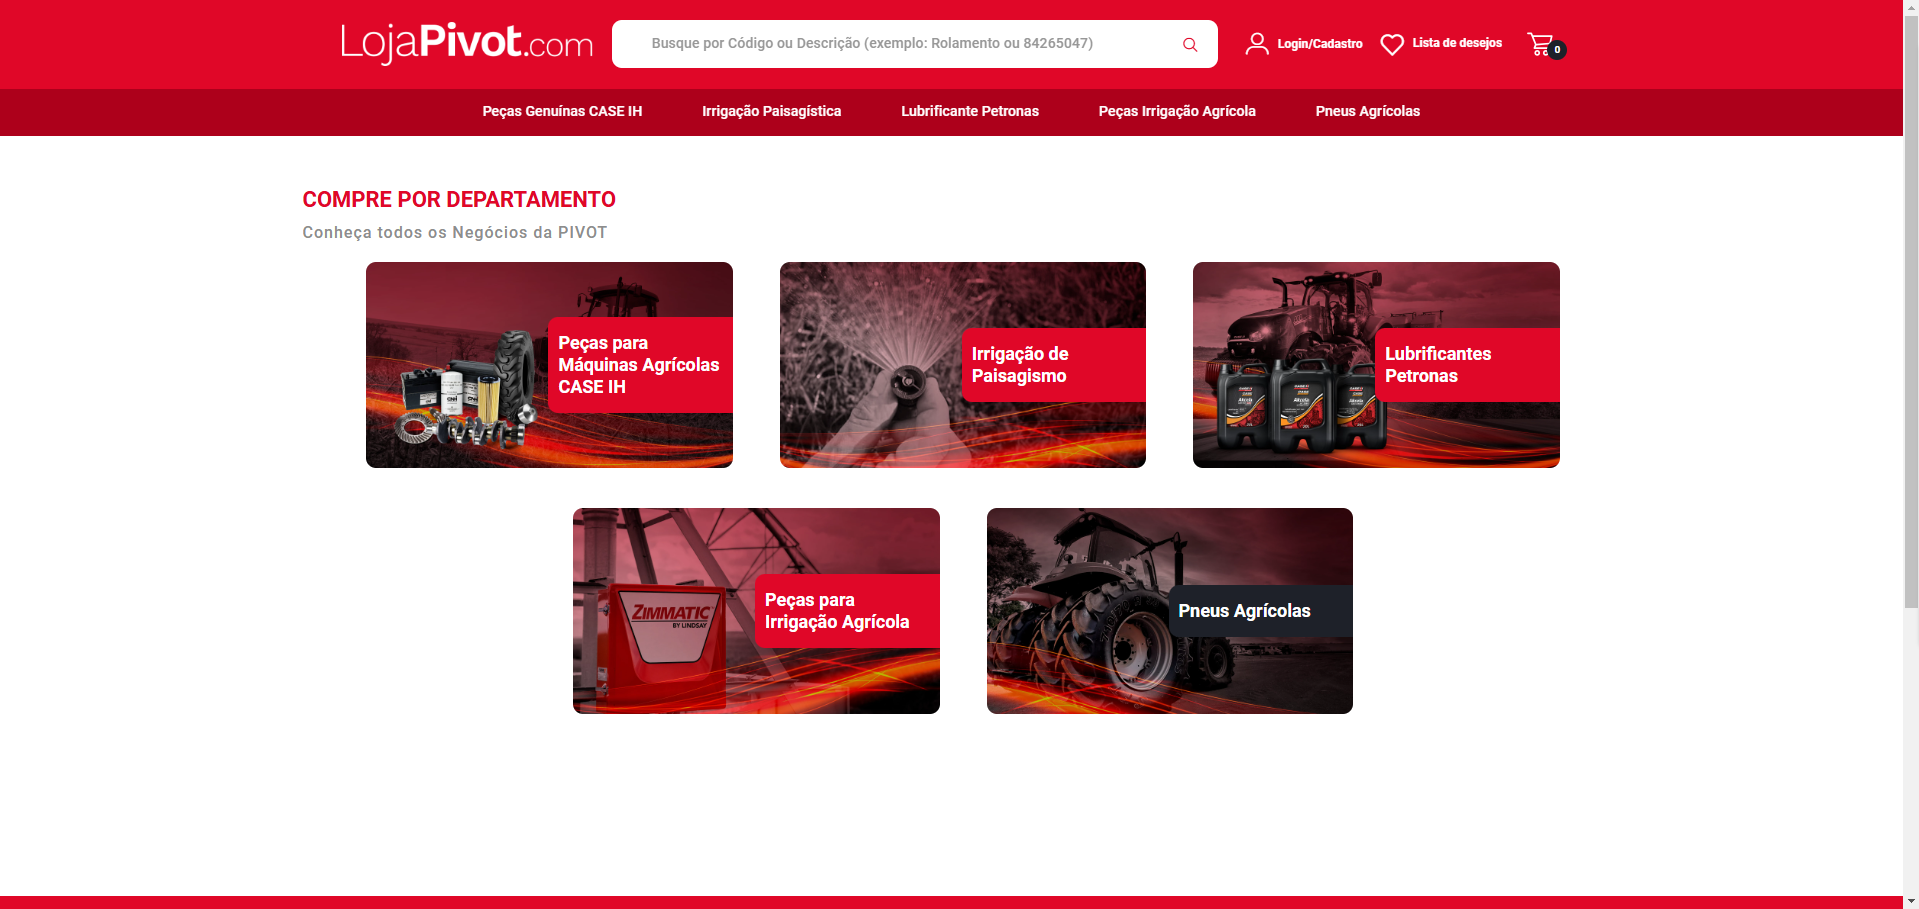 LojaPivot.com
Busque por Código ou Descrição (exemplo: Rolamento ou 84265047)
Login/Cadastro
Lista de desejos
0
Peças Genuínas CASE IH
Irrigação Paisagística
Lubrificante Petronas
Peças Irrigação Agrícola
Pneus Agrícolas
COMPRE POR DEPARTAMENTO
Conheça todos os Negócios da PIVOT
Peças para
Máquinas Agrícolas
CASE IH
Irrigação de
Paisagismo
Lubrificantes
Petronas
Peças para
Irrigação Agrícola
ZIMMATIC
BY LINDSAY
Pneus Agrícolas